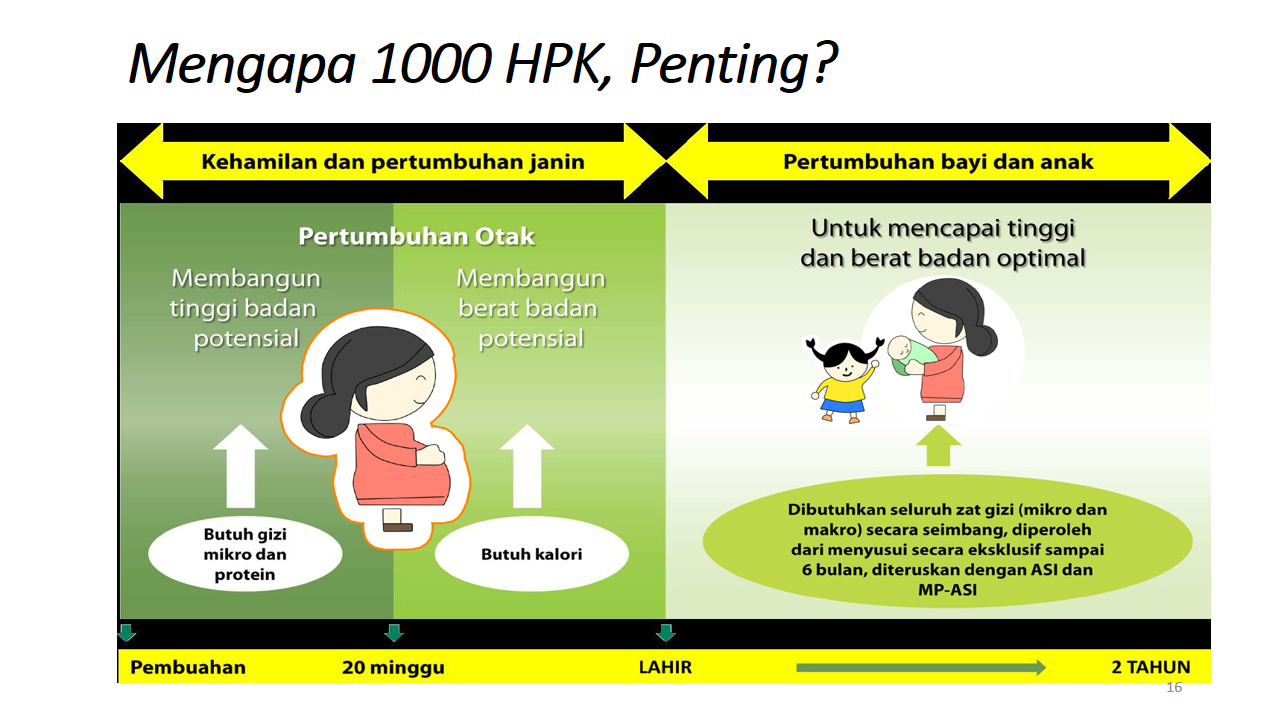 Mengapa 1000 HPK, Penting?
Kehamilan dan pertumbuhan janin
Pertumbuhan bayi dan anak
Pertumbuhan Otak
Membangun
tinggi badan
potensial
Membangun
berat badan
potensial
Untuk mencapai tinggi
dan berat badan optimal
Butuh gizi
mikro dan
protein
Butuh kalori
Dibutuhkan seluruh zat gizi (mikro dan
makro) secara seimbang, diperoleh
dari menyusui secara eksklusif sampai
6 bulan, diteruskan dengan ASI dan
MP-ASI
Pembuahan
20 minggu
LAHIR
2 TAHUN
16